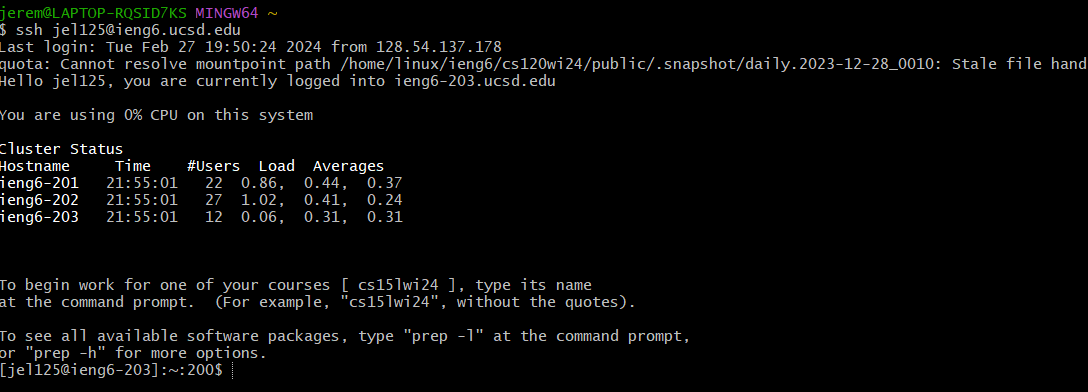 jerem@LAPTOP-RQSID7KS MINGW64 ~
$ ssh jel125@ieng6.ucsd.edu
Last login: Tue Feb 27 19:50:24 2024 from 128.54.137.178
quota: Cannot resolve mountpoint path /home/linux/ieng6/cs120wi24/public/.snapshot/daily.2023-12-28_0010: Stale file hand
Hello jel125, you are currently logged into ieng6-203.ucsd.edu
You are using 0% CPU on this system
Cluster Status
Hostname     Time    #Users  Load  Averages
ieng6-201   21:55:01   22  0.86,  0.44,  0.37
ieng6-202   21:55:01   27  1.02,  0.41,  0.24
ieng6-203   21:55:01   12  0.06,  0.31,  0.31
To begin work for one of your courses [ cs15lwi24 ], type its name
at the command prompt.  (For example, "cs15lwi24", without the quotes).
To see all available software packages, type "prep -l" at the command prompt,
or "prep -h" for more options.
[jel125@ieng6-203]:~:200$